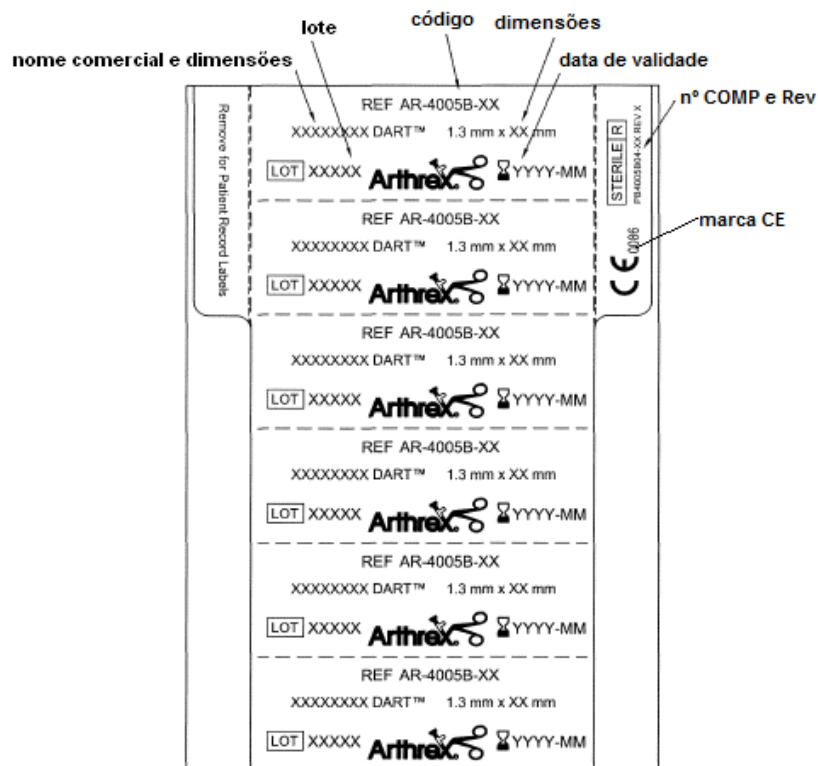 código
dimensões
lote
nome comercial e dimensões
data de validade
nº COMP e Rev
marca CE
Remove for Patient Record Labels
STERILE R
PB4005B04-XX REV X
CE 0086
REF AR-4005B-XX
XXXXXXXX DART™ 1.3 mm x XX mm
LOT XXXXX Arthrex® YYYY-MM
REF AR-4005B-XX
XXXXXXXX DART™ 1.3 mm x XX mm
LOT XXXXX Arthrex® YYYY-MM
REF AR-4005B-XX
XXXXXXXX DART™ 1.3 mm x XX mm
LOT XXXXX Arthrex® YYYY-MM
REF AR-4005B-XX
XXXXXXXX DART™ 1.3 mm x XX mm
LOT XXXXX Arthrex® YYYY-MM
REF AR-4005B-XX
XXXXXXXX DART™ 1.3 mm x XX mm
LOT XXXXX Arthrex® YYYY-MM
REF AR-4005B-XX
XXXXXXXX DART™ 1.3 mm x XX mm
LOT XXXXX Arthrex® YYYY-MM